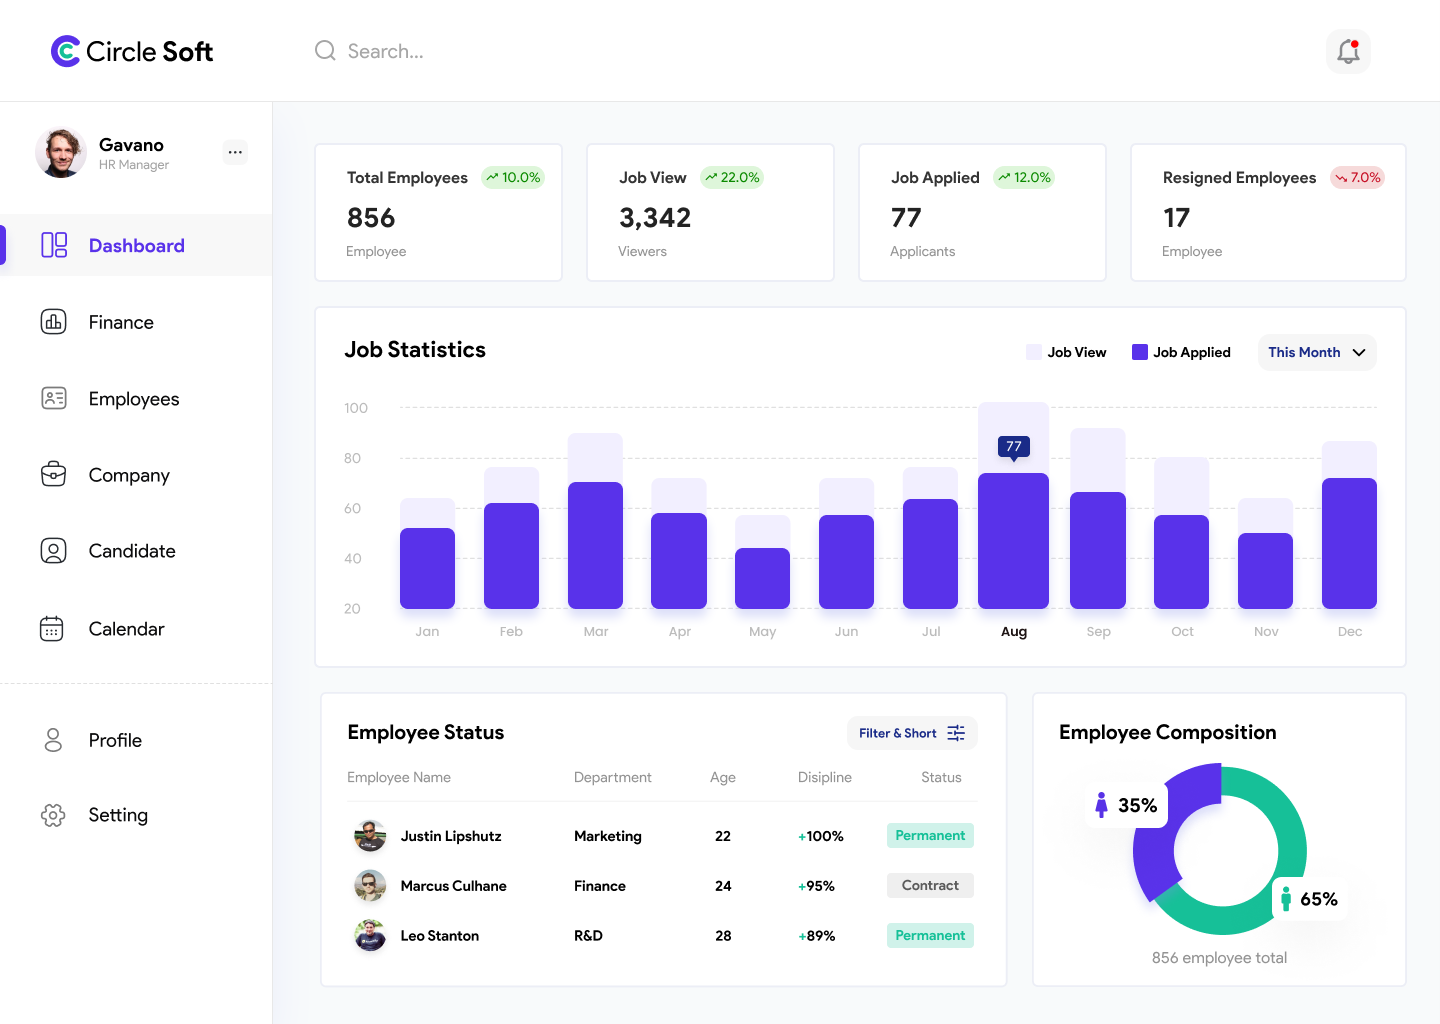 Circle Soft
Search...
Gavano
HR Manager
...
Dashboard
Finance
Employees
Company
Candidate
Calendar
Profile
Setting
Total Employees 10.0%
856
Employee
Job View 22.0%
3,342
Viewers
Job Applied 12.0%
77
Applicants
Resigned Employees 7.0%
17
Employee
Job Statistics
Job View Job Applied This Month
100
80
60
40
20
77
Jan Feb Mar Apr May Jun Jul Aug Sep Oct Nov Dec
Employee Status
Filter & Short
Employee Name Department Age Disipline Status
Justin Lipshutz Marketing 22 +100% Permanent
Marcus Culhane Finance 24 +95% Contract
Leo Stanton R&D 28 +89% Permanent
Employee Composition
35%
65%
856 employee total